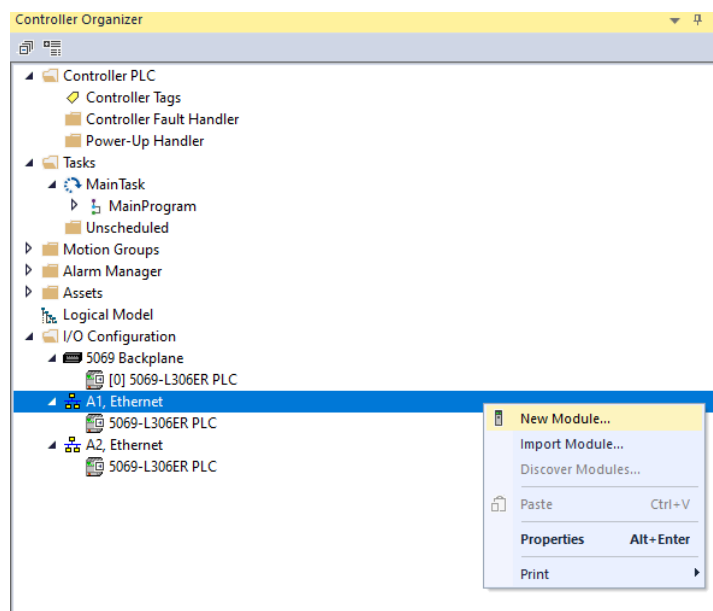 Controller Organizer
Controller PLC
Controller Tags
Controller Fault Handler
Power-Up Handler
Tasks
MainTask
MainProgram
Unscheduled
Motion Groups
Alarm Manager
Assets
Logical Model
I/O Configuration
5069 Backplane
[0] 5069-L306ER PLC
A1, Ethernet
5069-L306ER PLC
A2, Ethernet
5069-L306ER PLC
New Module...
Import Module...
Discover Modules...
Paste Ctrl+V
Properties Alt+Enter
Print